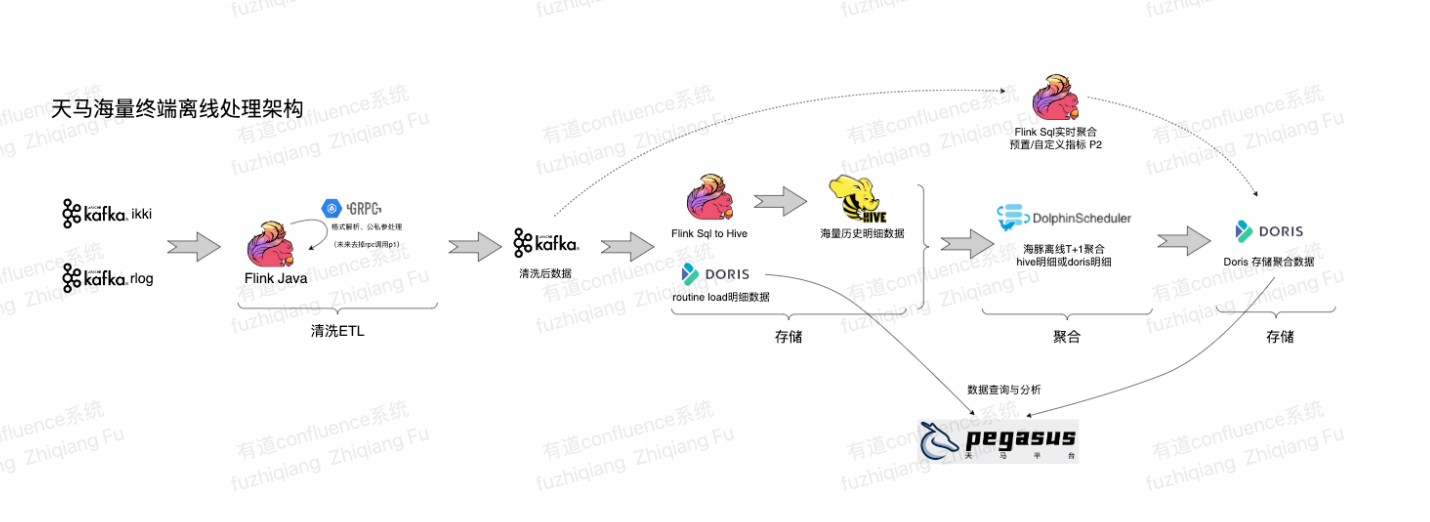 天马海量终端离线处理架构
kafka ikki
kafka rlog
GRPC
格式解析、公私参处理
(未来去掉rpc调用p1)
Flink Java
清洗ETL
kafka
清洗后数据
Flink Sql to Hive
HIVE
海量历史明细数据
DORIS
routine load明细数据
存储
Flink Sql实时聚合
预置/自定义指标 P2
DolphinScheduler
海豚离线T+1聚合
hive明细或doris明细
聚合
DORIS
Doris 存储聚合数据
存储
数据查询与分析
pegasus
天马平台
有道confluence系统
fuzhiqiang Zhiqiang Fu